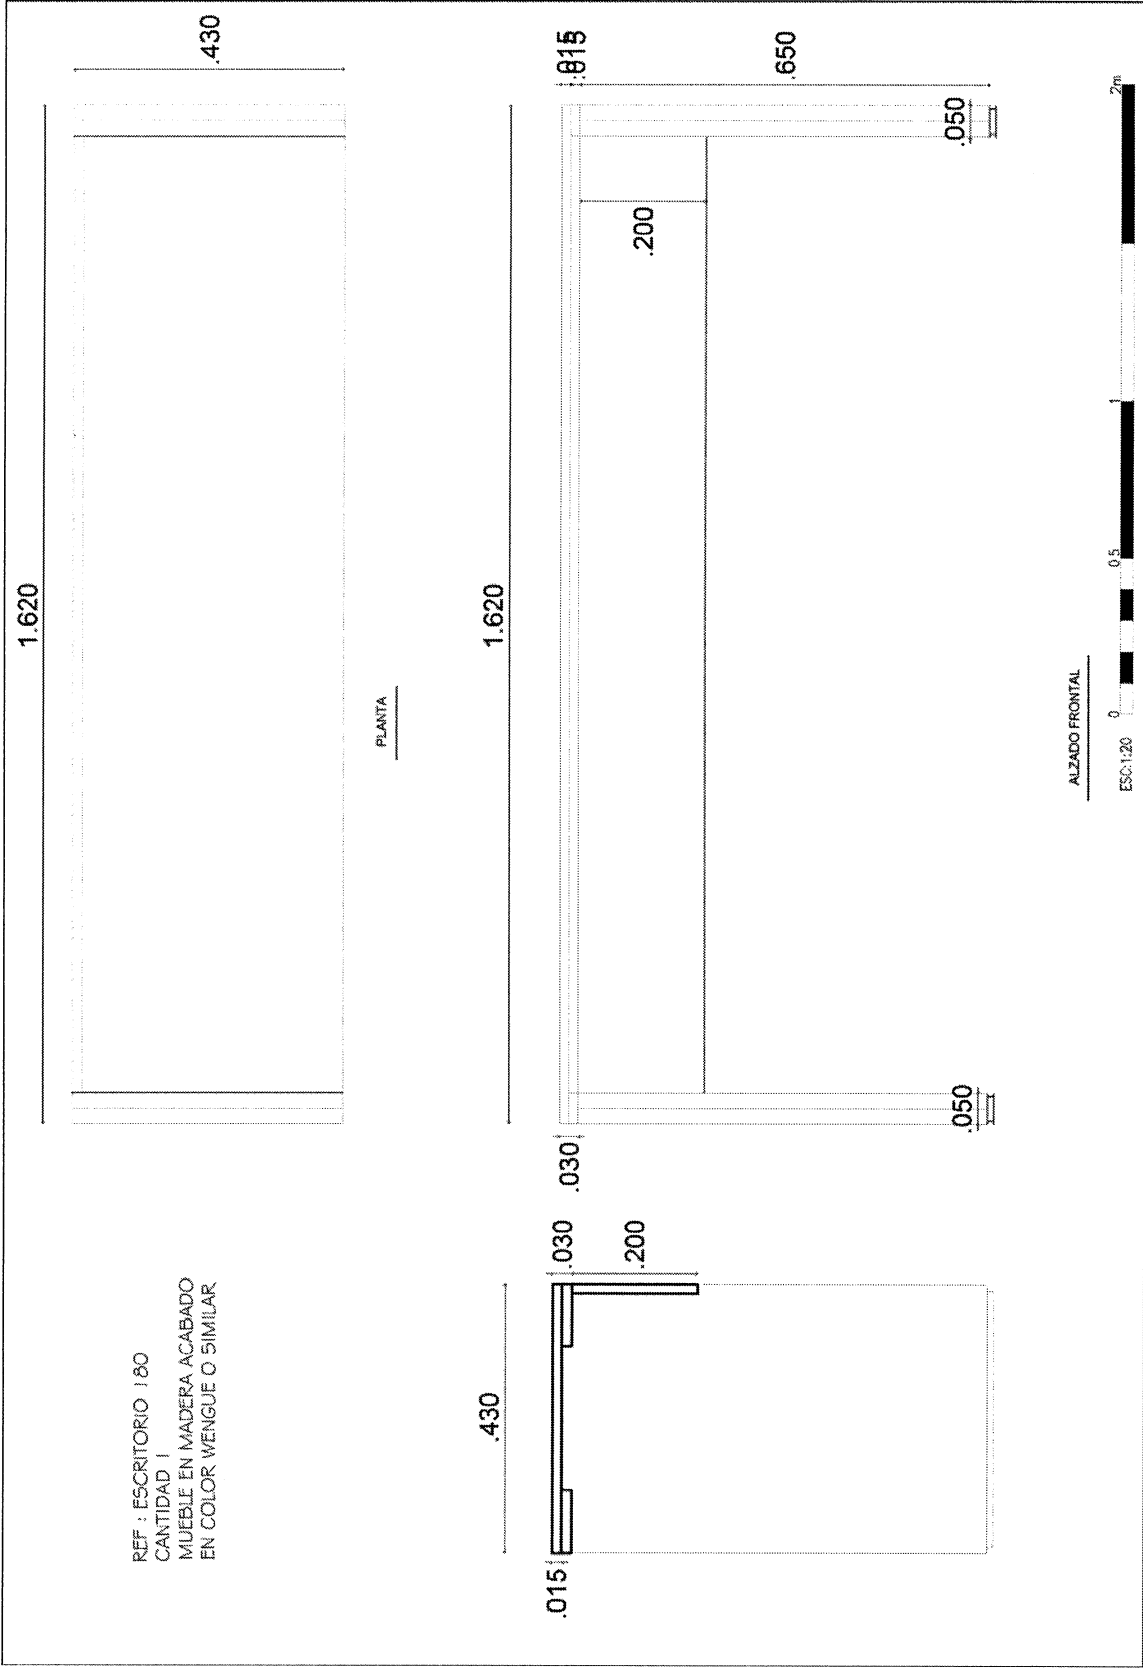 REF : ESCRITORIO 180
CANTIDAD 1
MUEBLE EN MADERA ACABADO
EN COLOR WENGUE O SIMILAR
1.620
.430
PLANTA
.430
.030
.200
.015
1.620
.030
.015
.015
.650
.200
.050
.050
ALZADO FRONTAL
ESC:1:20
0
0.5
1
2m